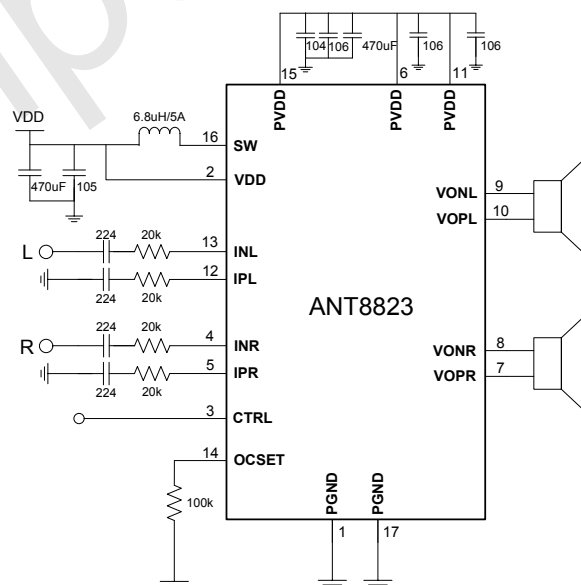 104 106 470uF 106 106
15 6 11
PVDD PVDD PVDD
VDD
6.8uH/5A
16 SW
2 VDD
470uF 105
VONL 9
VOPL 10
L 224 20k 13 INL
12 IPL
224 20k
ANT8823
R 224 20k 4 INR
5 IPR
224 20k
VONR 8
VOPR 7
3 CTRL
14 OCSET
100k
PGND PGND
1 17